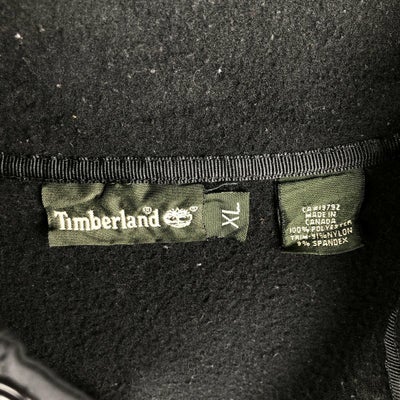 Timberland®
XL
CA#19792
MADE IN
CANADA
100% POLYESTER
TRIM-91% NYLON
9% SPANDEX